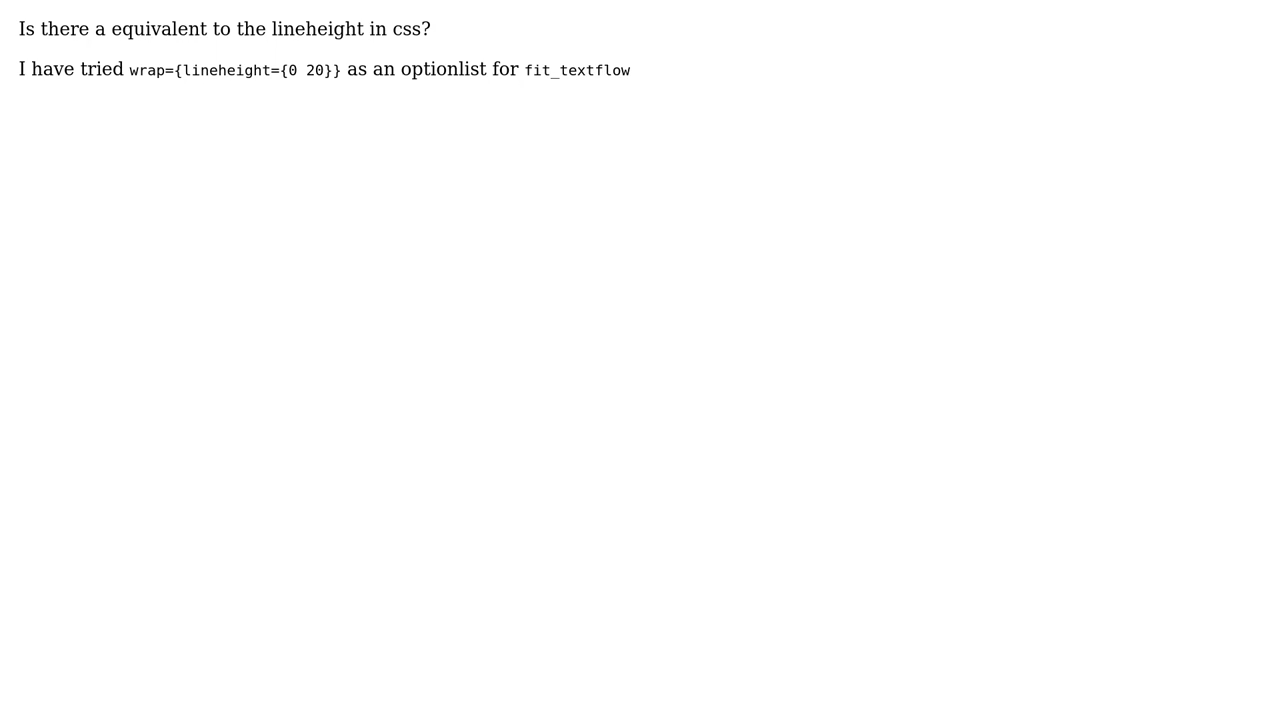 Is there a equivalent to the lineheight in css?
I have tried wrap={lineheight={0 20}} as an optionlist for fit_textflow